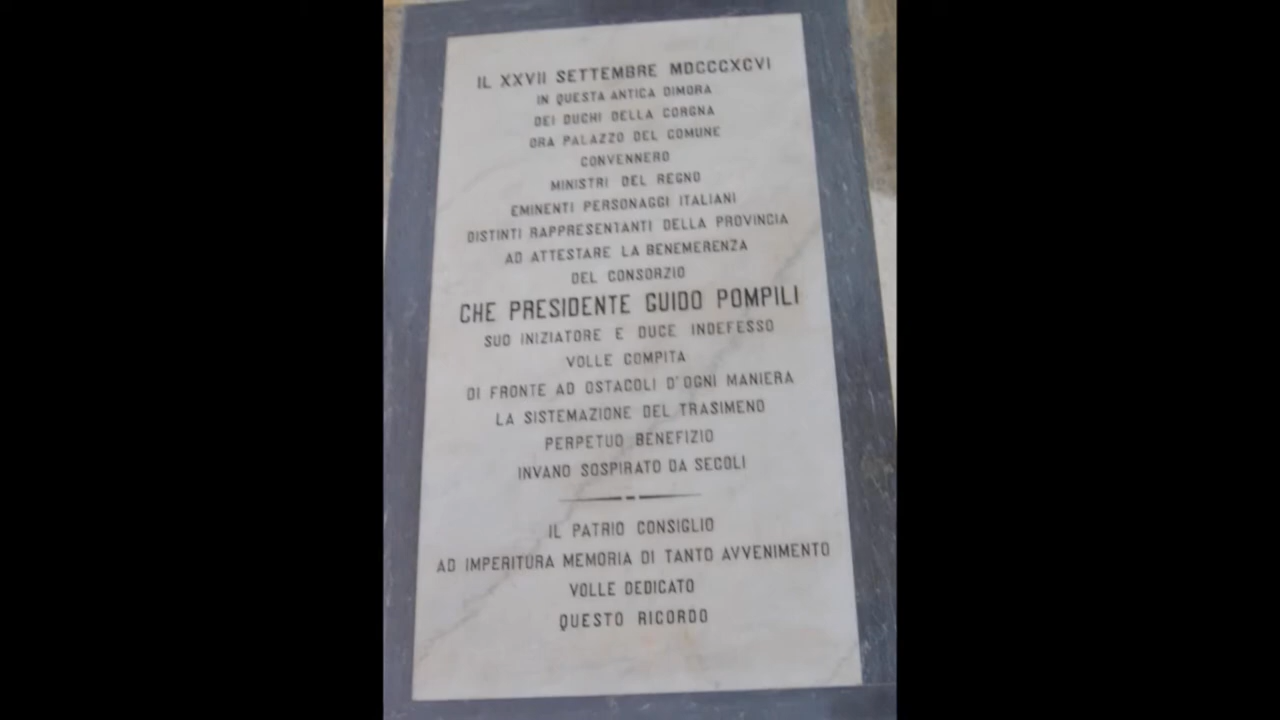 IL XXVII SETTEMBRE MDCCCXCVI
IN QUESTA ANTICA DIMORA
DEI DUCHI DELLA CORGNA
ORA PALAZZO DEL COMUNE
CONVENNERO
MINISTRI DEL REGNO
EMINENTI PERSONAGGI ITALIANI
DISTINTI RAPPRESENTANTI DELLA PROVINCIA
AD ATTESTARE LA BENEMERENZA
DEL CONSORZIO
CHE PRESIDENTE GUIDO POMPILI
SUO INIZIATORE E DUCE INDEFESSO
VOLLE COMPITA
DI FRONTE AD OSTACOLI D'OGNI MANIERA
LA SISTEMAZIONE DEL TRASIMENO
PERPETUO BENEFIZIO
INVANO SOSPIRATO DA SECOLI
IL PATRIO CONSIGLIO
AD IMPERITURA MEMORIA DI TANTO AVVENIMENTO
VOLLE DEDICATO
QUESTO RICORDO